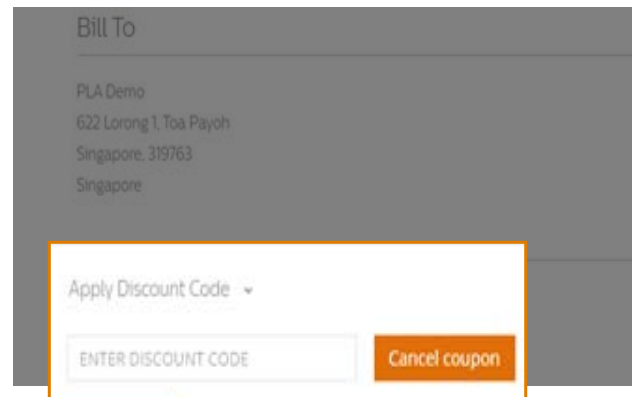 Bill To
PLA Demo
622 Lorong 1, Toa Payoh
Singapore, 319763
Singapore
Apply Discount Code
ENTER DISCOUNT CODE
Cancel coupon